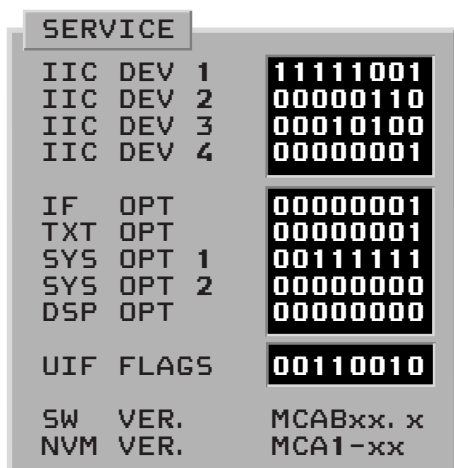 SERVICE
IIC DEV 1 11111001
IIC DEV 2 00000110
IIC DEV 3 00010100
IIC DEV 4 00000001
IF OPT 00000001
TXT OPT 00000001
SYS OPT 1 00111111
SYS OPT 2 00000000
DSP OPT 00000000
UIF FLAGS 00110010
SW VER. MCABxx. x
NVM VER. MCA1-xx